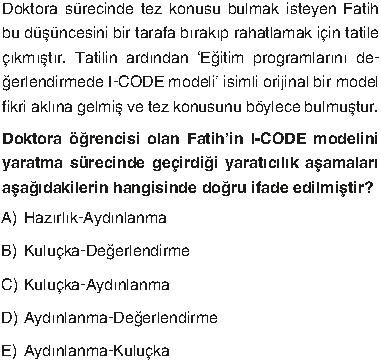 Doktora sürecinde tez konusu bulmak isteyen Fatih
bu düşüncesini bir tarafa bırakıp rahatlamak için tatile
çıkmıştır. Tatilin ardından ‘Eğitim programlarını de-
ğerlendirmede I-CODE modeli’ isimli orijinal bir model
fikri aklına gelmiş ve tez konusunu böylece bulmuştur.
Doktora öğrencisi olan Fatih’in I-CODE modelini
yaratma sürecinde geçirdiği yaratıcılık aşamaları
aşağıdakilerin hangisinde doğru ifade edilmiştir?
A) Hazırlık-Aydınlanma
B) Kuluçka-Değerlendirme
C) Kuluçka-Aydınlanma
D) Aydınlanma-Değerlendirme
E) Aydınlanma-Kuluçka